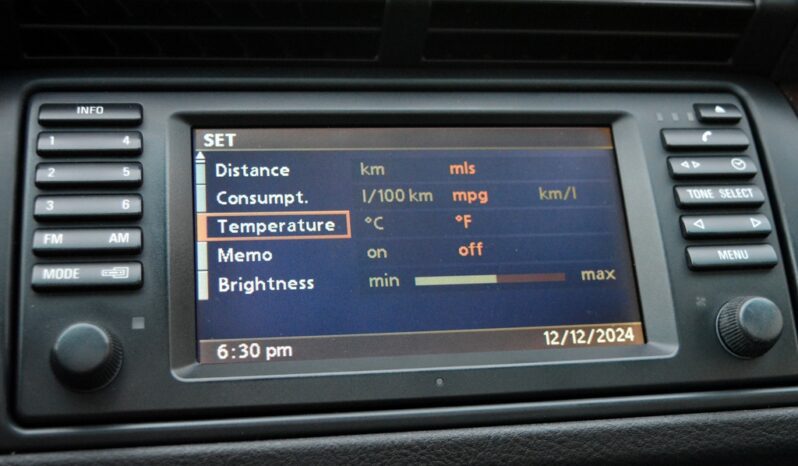 INFO
1 4
2 5
3 6
FM AM
MODE
SET
Distance km mls
Consumpt. l/100 km mpg km/l
Temperature °C °F
Memo on off
Brightness min max
6:30 pm 12/12/2024
TONE SELECT
MENU